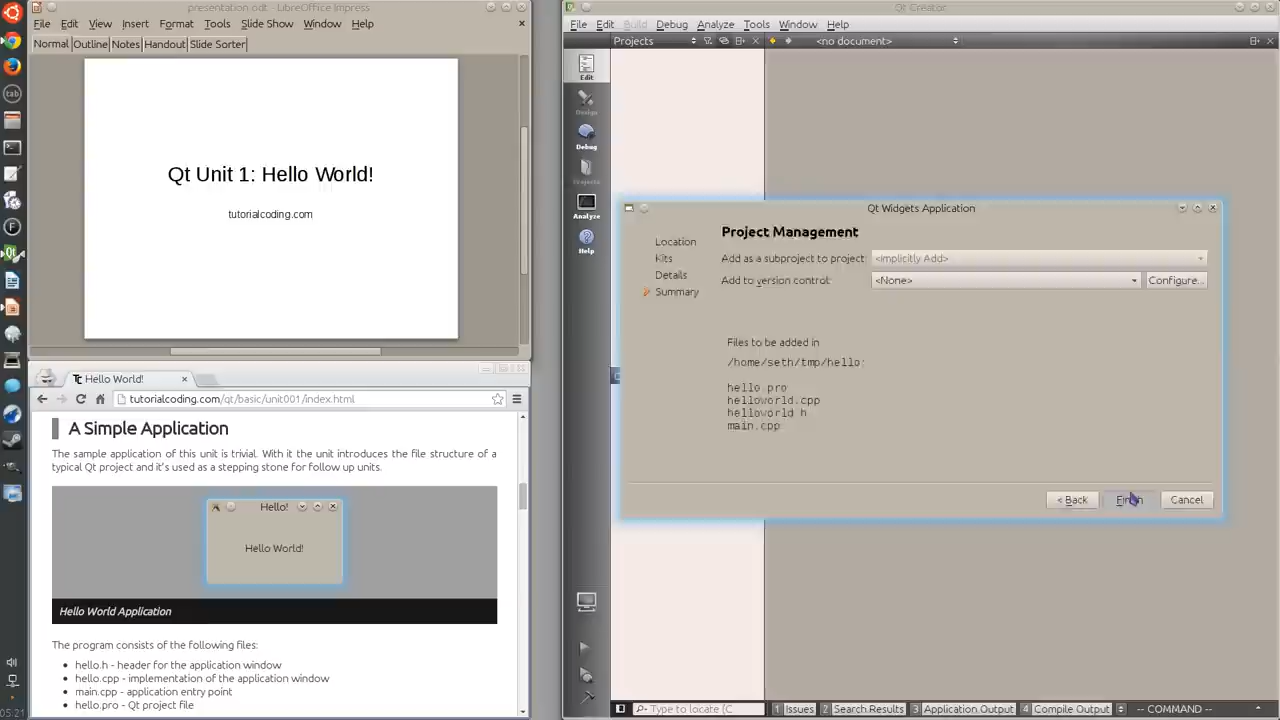 presentation.odt - LibreOffice Impress
File Edit View Insert Format Tools Slide Show Window Help
Normal Outline Notes Handout Slide Sorter
Qt Unit 1: Hello World!
tutorialcoding.com
Hello World!
tutorialcoding.com/qt/basic/unit001/index.html
A Simple Application
The sample application of this unit is trivial. With it the unit introduces the file structure of a
typical Qt project and it's used as a stepping stone for follow up units.
Hello!
Hello World!
Hello World Application
The program consists of the following files:
hello.h - header for the application window
hello.cpp - implementation of the application window
main.cpp - application entry point
hello.pro - Qt project file
tab
05:21
Qt Creator
File Edit Build Debug Analyze Tools Window Help
Projects <no document>
Edit
Design
Debug
Projects
Analyze
Help
Qt Widgets Application
Location
Kits
Details
Summary
Project Management
Add as a subproject to project: <Implicitly Add>
Add to version control: <None> Configure...
Files to be added in
/home/seth/tmp/hello:
hello.pro
helloworld.cpp
helloworld.h
main.cpp
< Back Finish Cancel
Type to locate (C 1 Issues 2 Search Results 3 Application Output 4 Compile Output -- COMMAND --